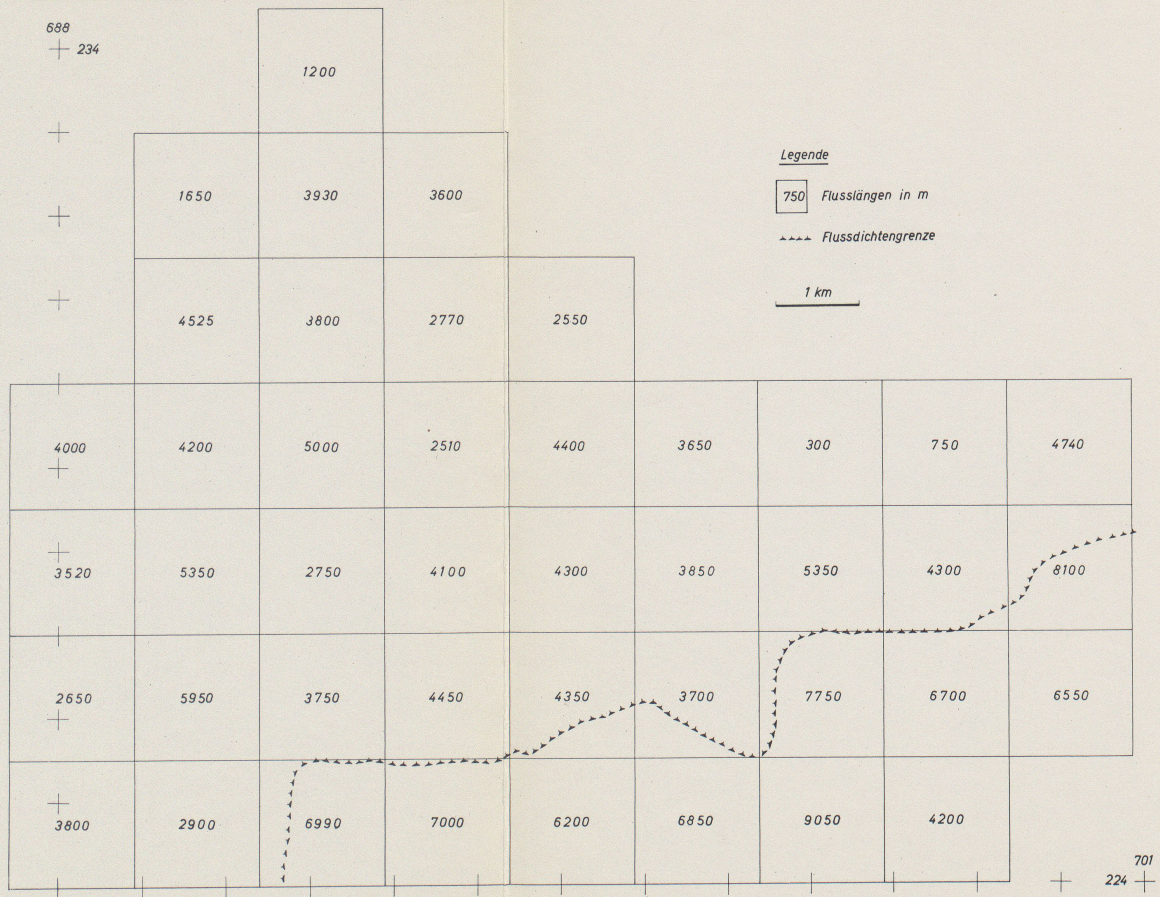 688
234
1200
Legende
1650 3930 3600
750 Flusslängen in m
Flussdichtengrenze
1 km
4525 3800 2770 2550
4000 4200 5000 2510 4400 3650 300 750 4740
3520 5350 2750 4100 4300 3850 5350 4300 8100
2650 5950 3750 4450 4350 3700 7750 6700 6550
3800 2900 6990 7000 6200 6850 9050 4200
701
224